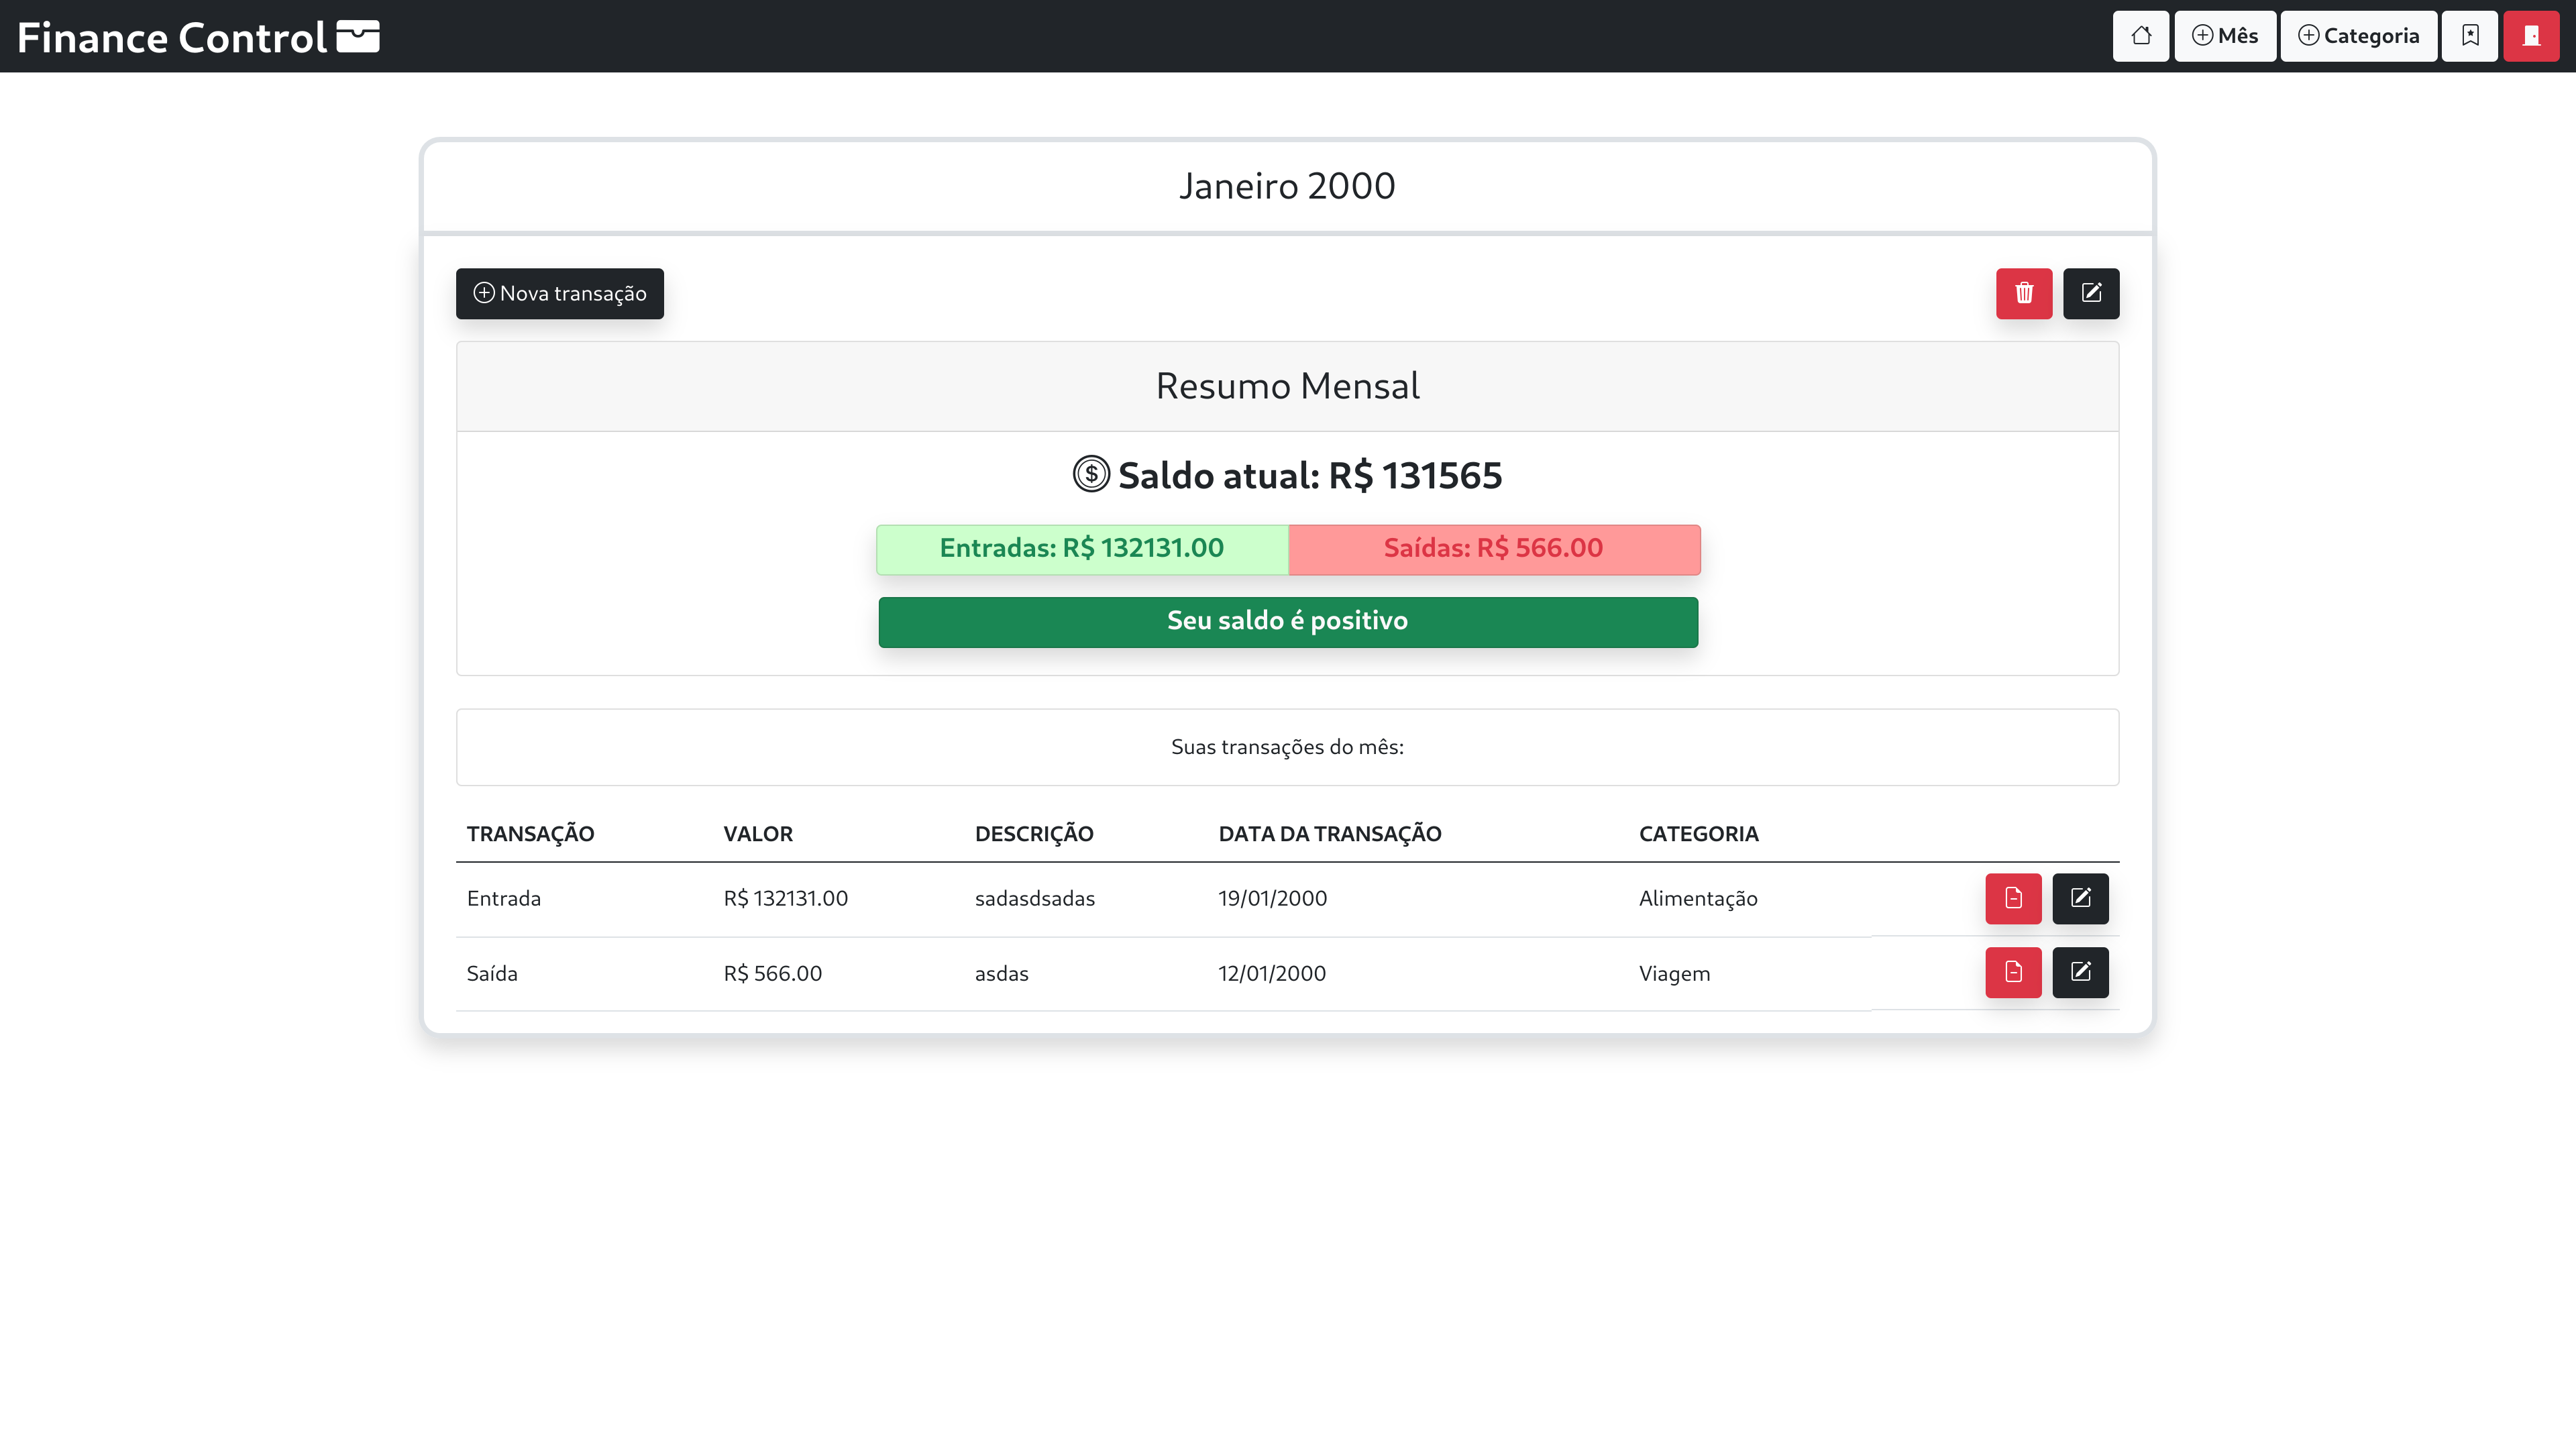 Finance Control
Mês
Categoria
Janeiro 2000
Nova transação
Resumo Mensal
Saldo atual: R$ 131565
Entradas: R$ 132131.00
Saídas: R$ 566.00
Seu saldo é positivo
Suas transações do mês:
TRANSAÇÃO VALOR DESCRIÇÃO DATA DA TRANSAÇÃO CATEGORIA
Entrada R$ 132131.00 sadasdsadas 19/01/2000 Alimentação
Saída R$ 566.00 asdas 12/01/2000 Viagem